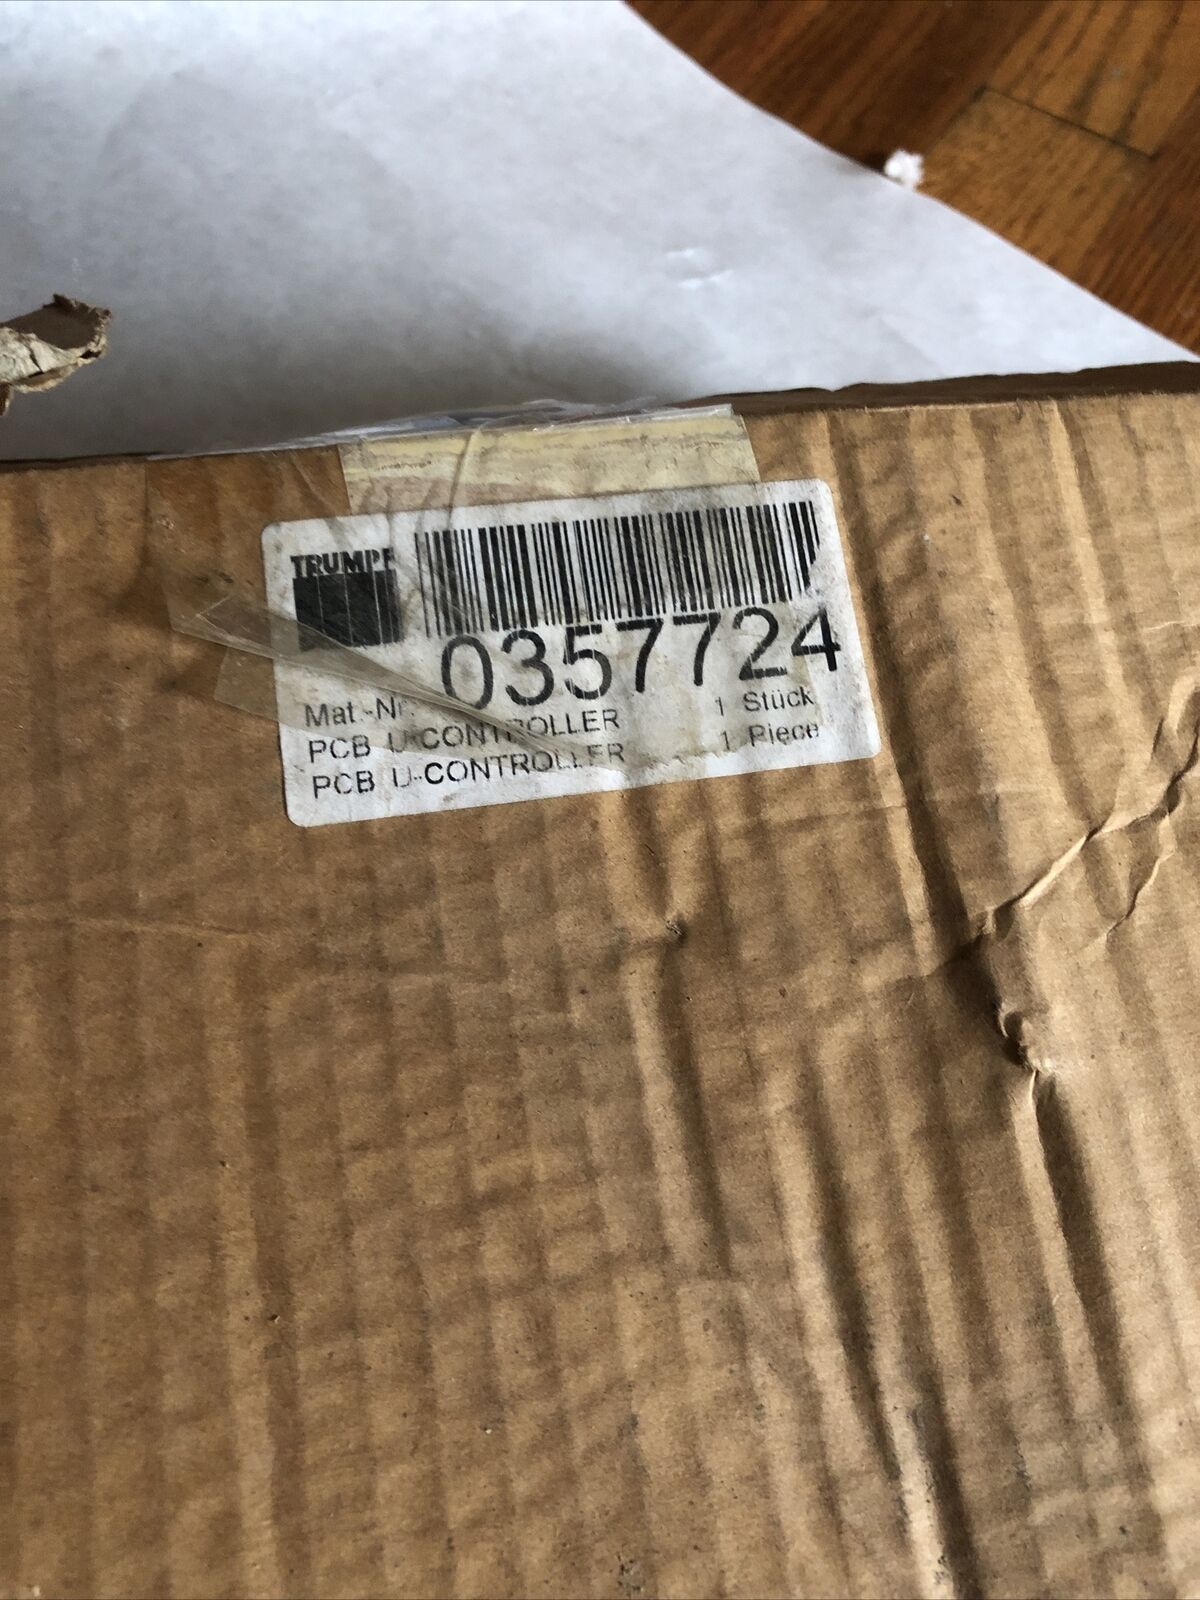 TRUMPF
0357724
Mat.-Nr.
PCB U-CONTROLLER 1 Stück
PCB U-CONTROLLER 1 Piece